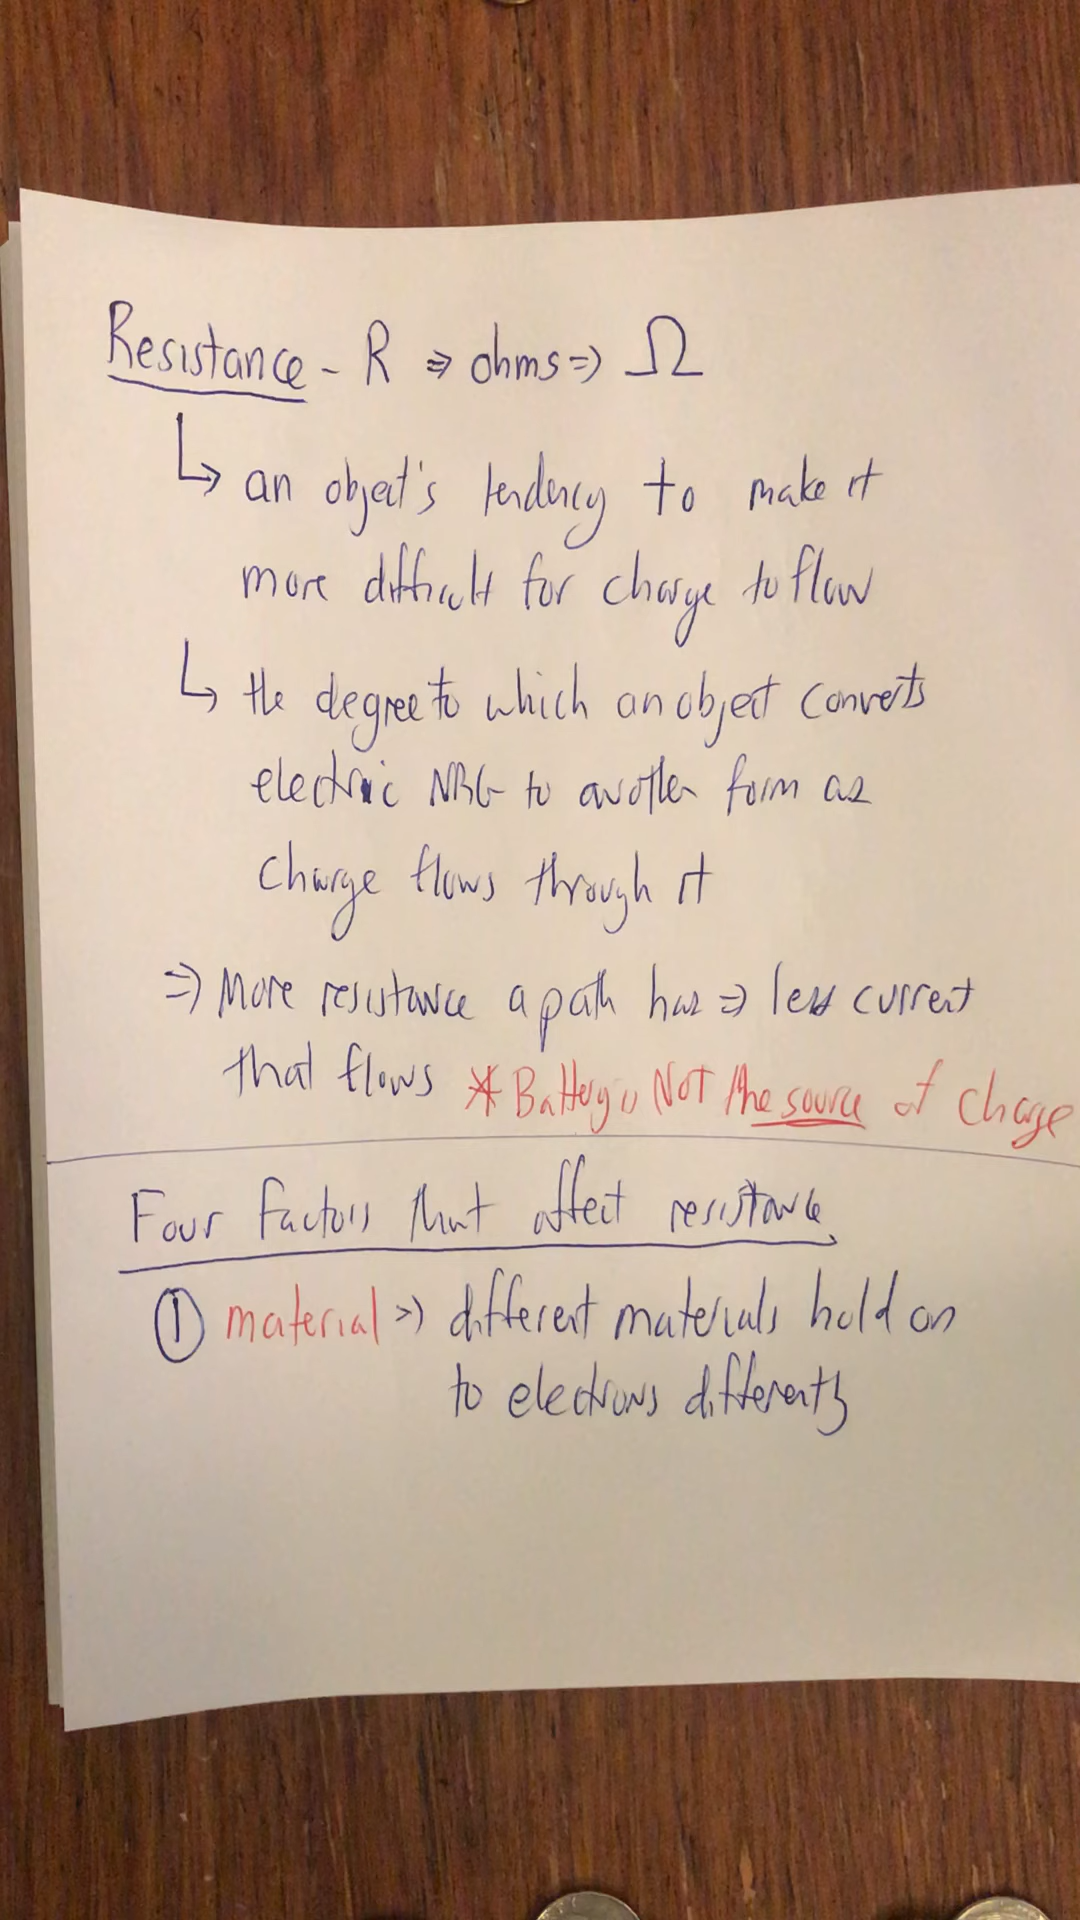 Resistance - R => ohms => Ω
↳ an object's tendency to make it
more difficult for charge to flow
↳ the degree to which an object converts
electric NRG to another form as
charge flows through it
=> More resistance a path has => less current
that flows * Battery is NOT the source of charge
Four factors that affect resistance
① material => different materials hold on
to electrons differently